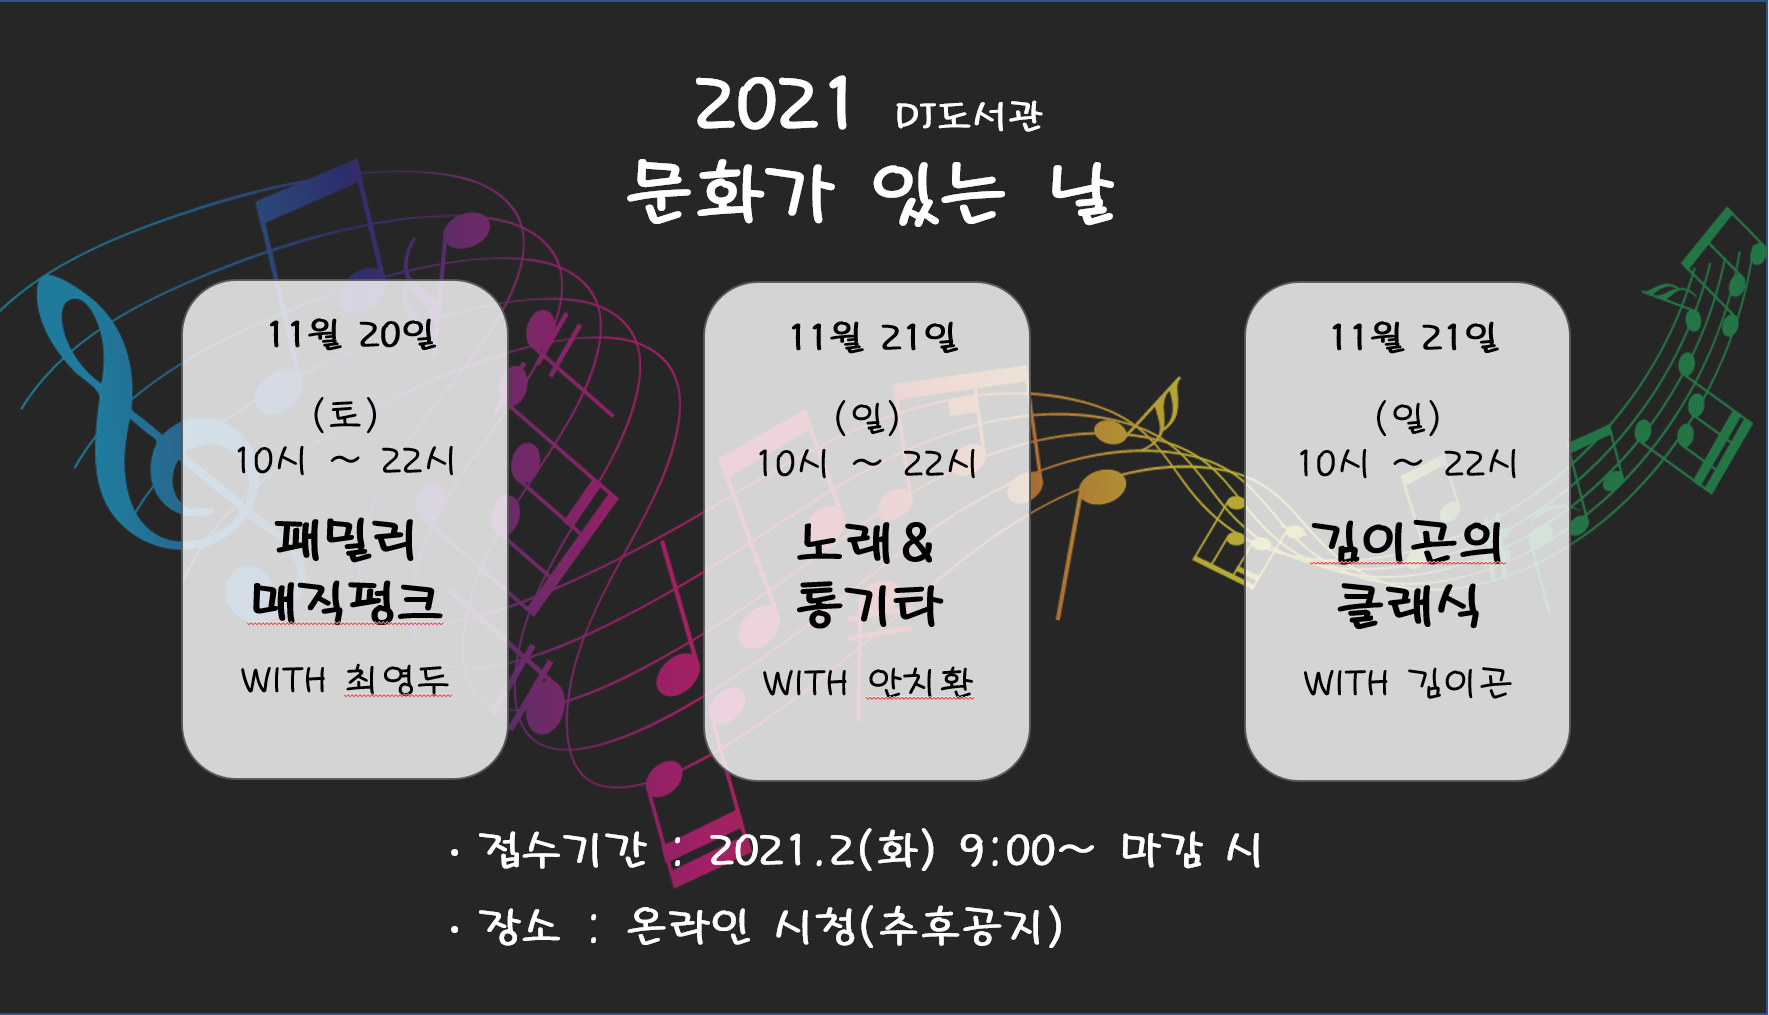 2021 DJ도서관
문화가 있는 날
11월 20일
(토)
10시 ~ 22시
패밀리
매직펑크
WITH 최영두
11월 21일
(일)
10시 ~ 22시
노래&
통기타
WITH 안치환
11월 21일
(일)
10시 ~ 22시
김이곤의
클래식
WITH 김이곤
· 접수기간 : 2021.2(화) 9:00~ 마감 시
· 장소 : 온라인 시청(추후공지)